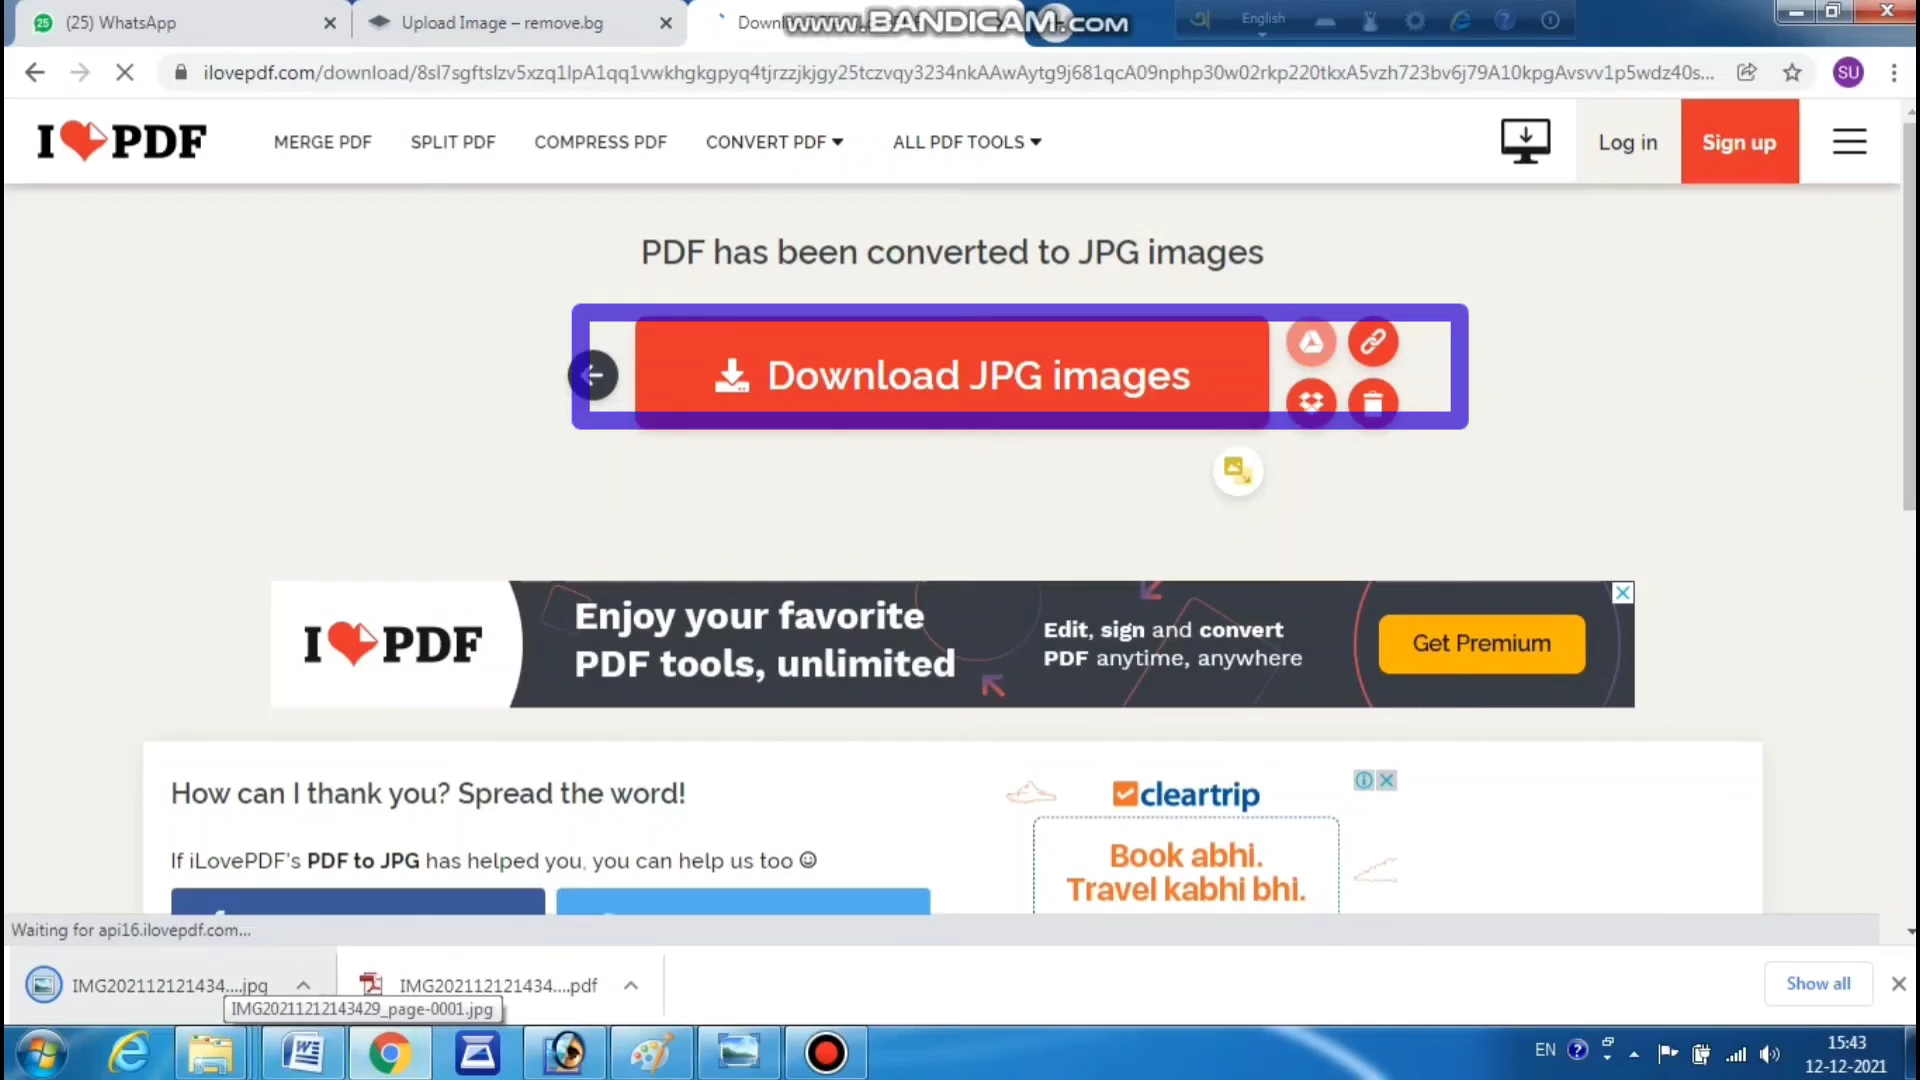 (25) WhatsApp
Upload Image – remove.bg
Down
www.BANDICAM.com
English
ilovepdf.com/download/8sl7sgftslzv5xzq1lpA1qq1vwkhgkgpyq4tjrzzjkjgy25tczvqy3234nkAAwAytg9j681qcA09nphp30w02rkp220tkxA5vzh723bv6j79A10kpgAvsvv1p5wdz40s...
SU
I PDF
MERGE PDF
SPLIT PDF
COMPRESS PDF
CONVERT PDF
ALL PDF TOOLS
Log in
Sign up
PDF has been converted to JPG images
Download JPG images
I PDF
Enjoy your favorite
PDF tools, unlimited
Edit, sign and convert
PDF anytime, anywhere
Get Premium
How can I thank you? Spread the word!
If iLovePDF's PDF to JPG has helped you, you can help us too ☺
cleartrip
Book abhi.
Travel kabhi bhi.
Waiting for api16.ilovepdf.com...
IMG202112121434....jpg
IMG202112121434....pdf
IMG20211212143429_page-0001.jpg
Show all
EN
15:43
12-12-2021